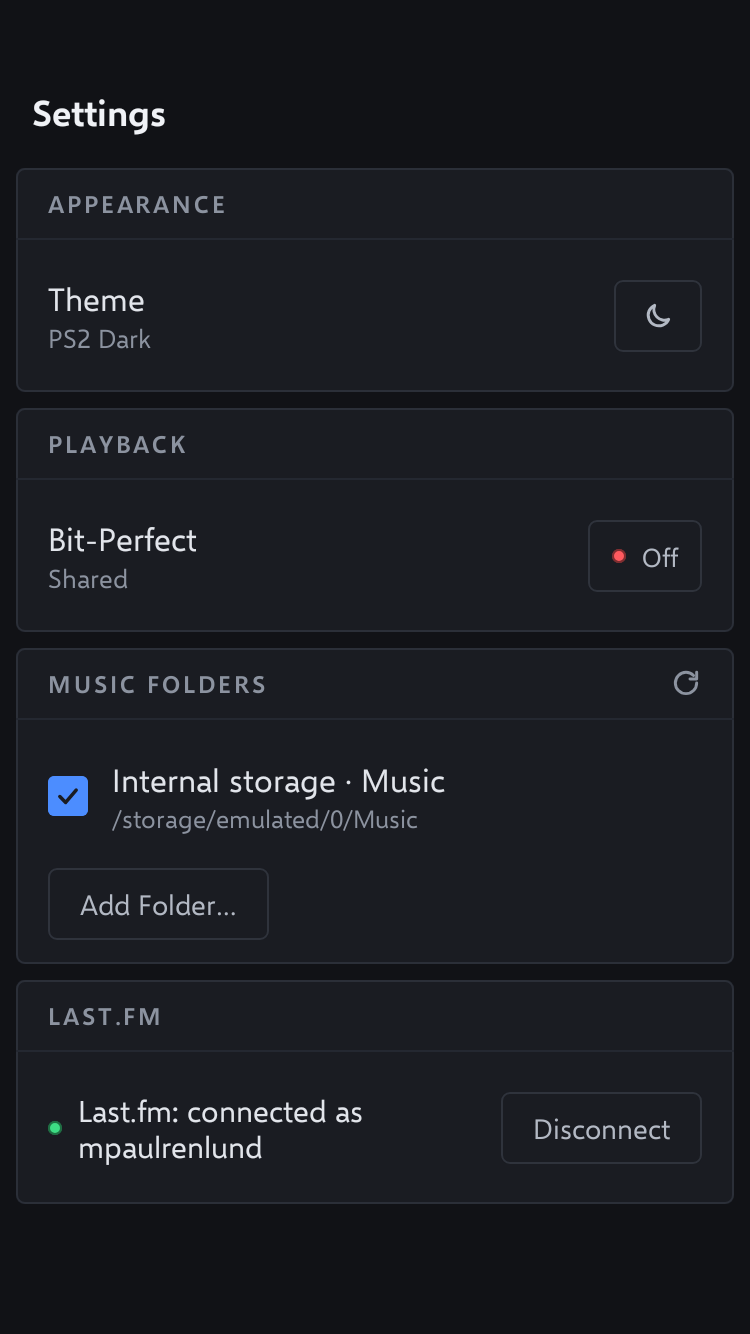 Settings
APPEARANCE
Theme
PS2 Dark
PLAYBACK
Bit-Perfect
Shared
Off
MUSIC FOLDERS
Internal storage · Music
/storage/emulated/0/Music
Add Folder...
LAST.FM
Last.fm: connected as
mpaulrenlund
Disconnect